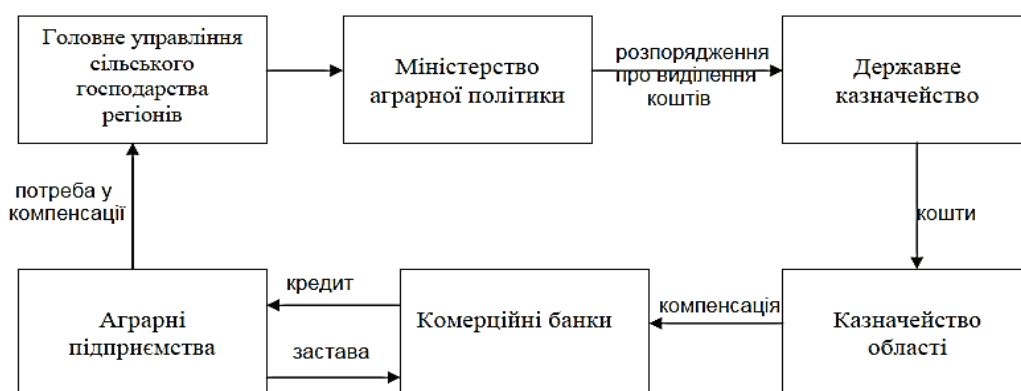 Головне управління
сільського
господарства
регіонів
Міністерство
аграрної політики
розпорядження
про виділення
коштів
Державне
казначейство
потреба у
компенсації
кошти
Аграрні
підприємства
кредит
застава
Комерційні банки
компенсація
Казначейство
області